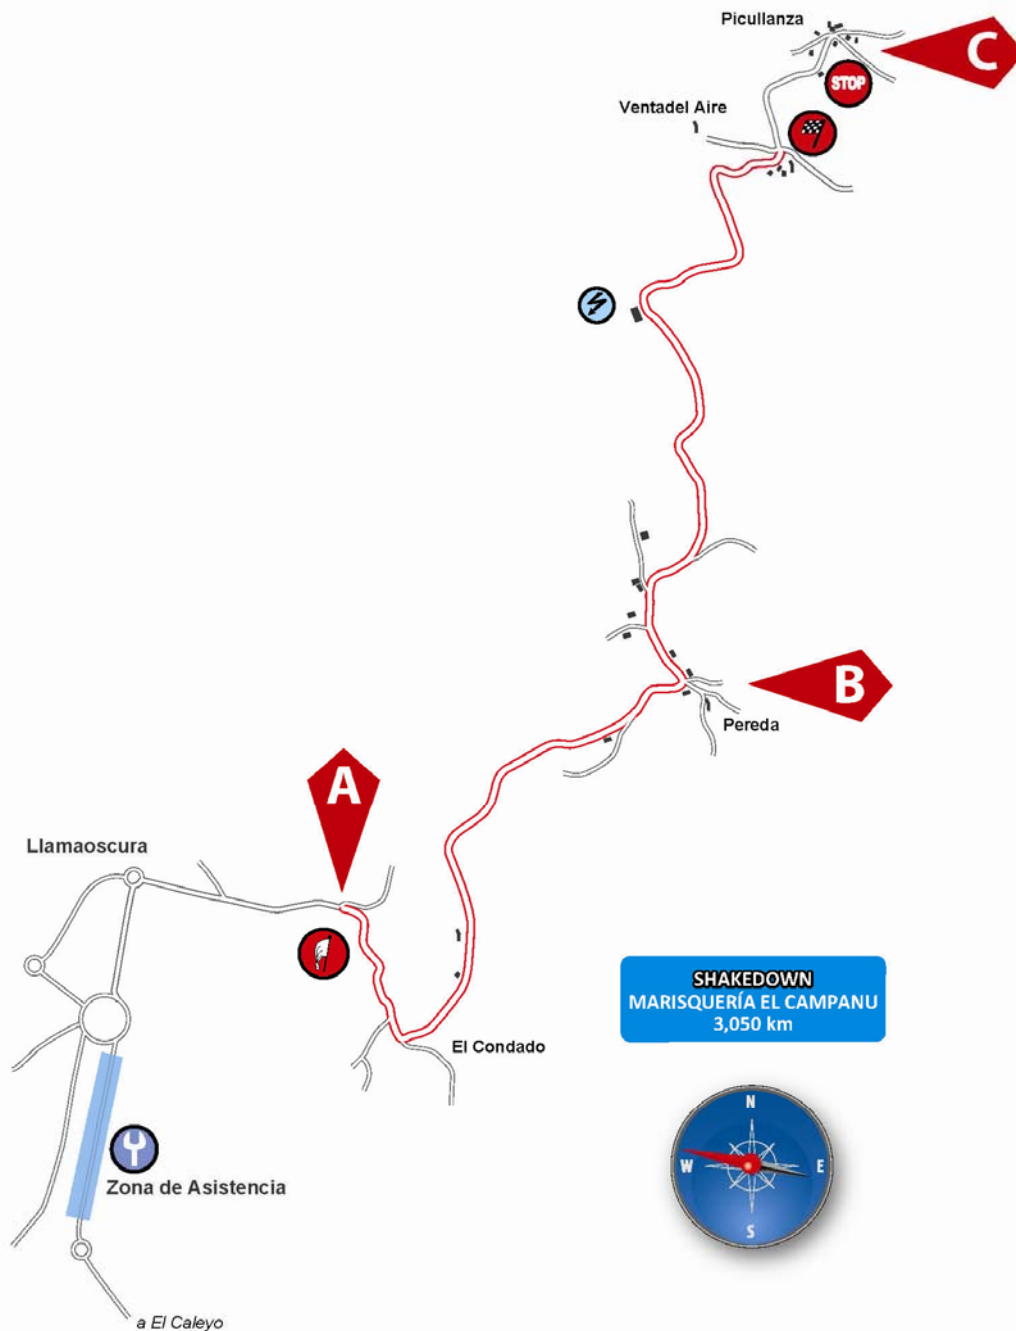 Picullanza
C
STOP
Ventadel Aire
B
Pereda
A
Llamaoscura
SHAKEDOWN
MARISQUERÍA EL CAMPANU
3,050 km
El Condado
N
W
E
S
Zona de Asistencia
a El Caleyo